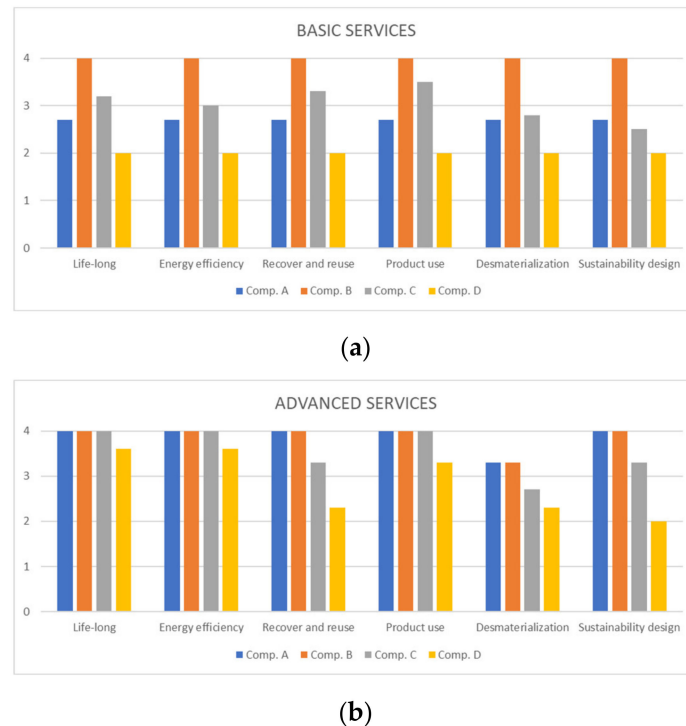 BASIC SERVICES
4
3
2
1
0
Life-long Energy efficiency Recover and reuse Product use Desmaterialization Sustainability design
Comp. A Comp. B Comp. C Comp. D
(a)
ADVANCED SERVICES
4
3
2
1
0
Life-long Energy efficiency Recover and reuse Product use Desmaterialization Sustainability design
Comp. A Comp. B Comp. C Comp. D
(b)